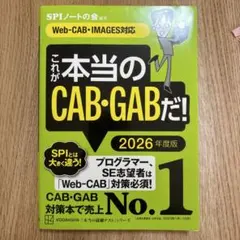 SPIノートの会 編著
Web-CAB・IMAGES対応
これが
本当の
CAB・GABだ!
2026年度版
SPIとは
大きく違う!
プログラマー、
SE志望者は
「Web-CAB」対策必須!
CAB・GAB
対策本で売上
No.1
KODANSHA